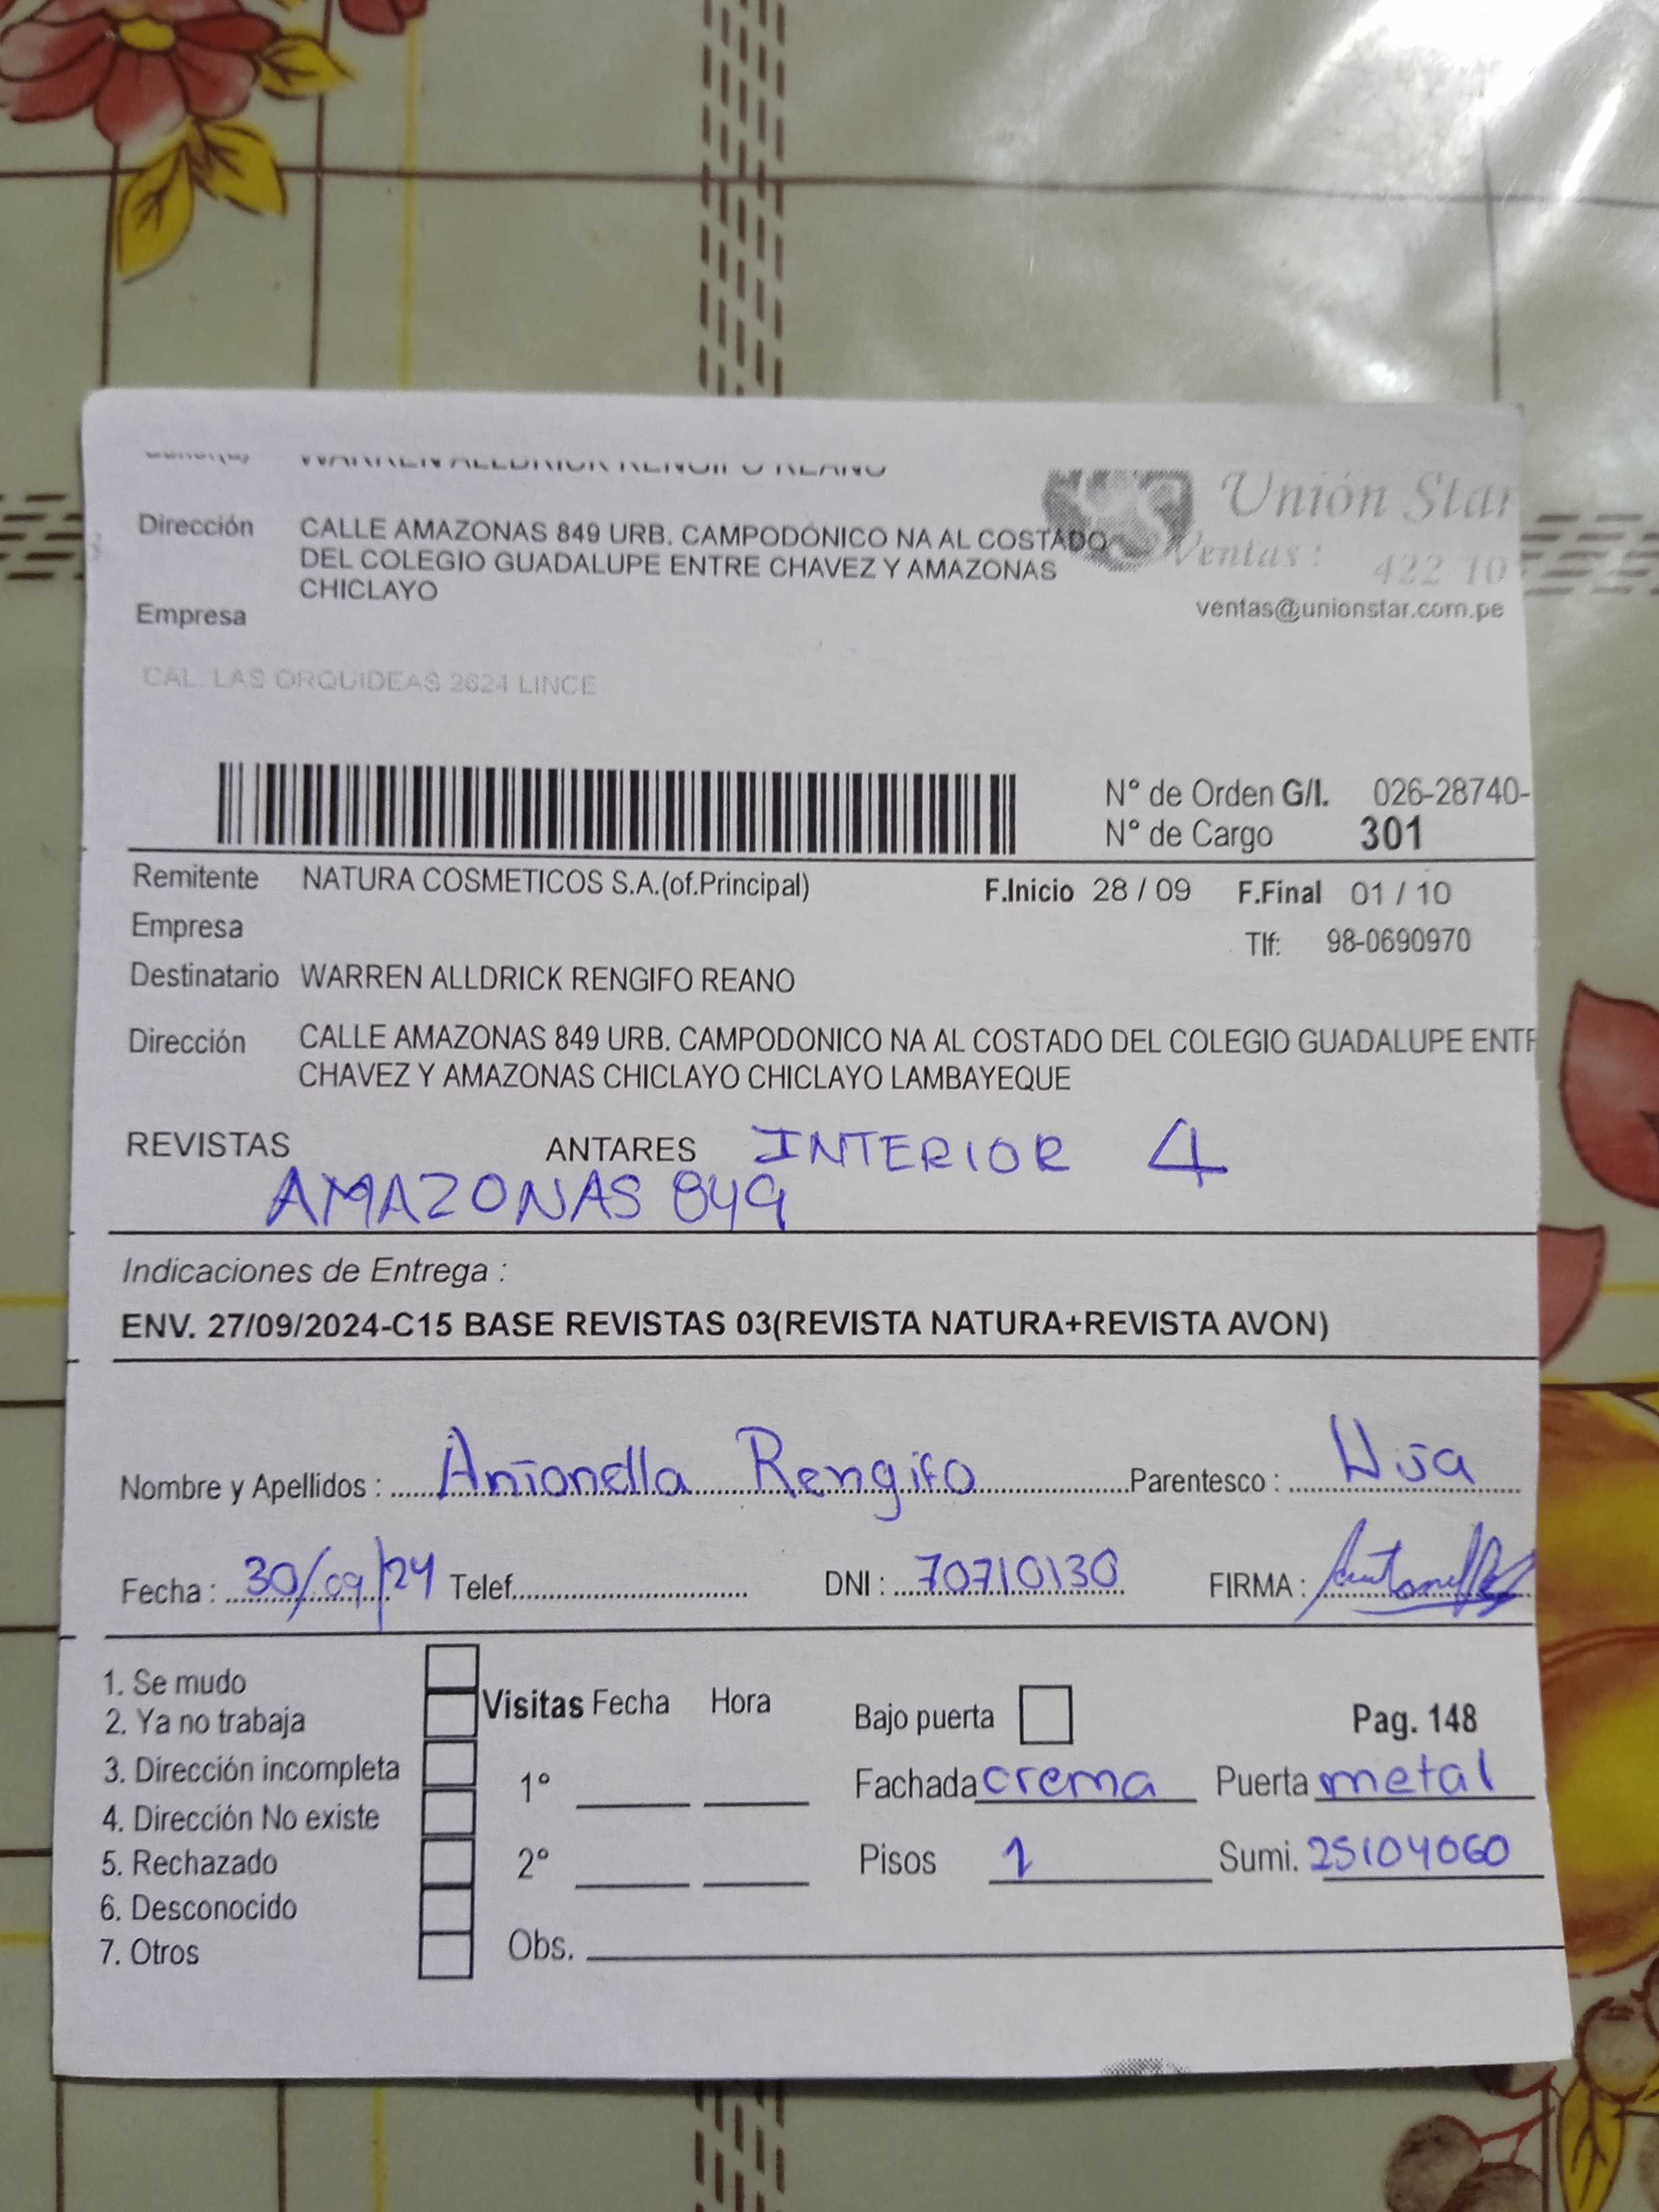 WARREN ALLDRICK RENGIFO REANO
Unión Star
Dirección CALLE AMAZONAS 849 URB. CAMPODONICO NA AL COSTADO
DEL COLEGIO GUADALUPE ENTRE CHAVEZ Y AMAZONAS
CHICLAYO
Ventas : 422 10
Empresa
ventas@unionstar.com.pe
CAL. LAS ORQUIDEAS 2624 LINCE
N° de Orden G/I. 026-28740-
N° de Cargo 301
Remitente NATURA COSMETICOS S.A.(of.Principal) F.Inicio 28 / 09 F.Final 01 / 10
Empresa Tlf: 98-0690970
Destinatario WARREN ALLDRICK RENGIFO REANO
Dirección CALLE AMAZONAS 849 URB. CAMPODONICO NA AL COSTADO DEL COLEGIO GUADALUPE ENTR
CHAVEZ Y AMAZONAS CHICLAYO CHICLAYO LAMBAYEQUE
REVISTAS ANTARES INTERIOR 4
AMAZONAS 849
Indicaciones de Entrega :
ENV. 27/09/2024-C15 BASE REVISTAS 03(REVISTA NATURA+REVISTA AVON)
Nombre y Apellidos : Antonella Rengifo Parentesco : Hija
Fecha : 30/09/24 Telef. DNI : 70710130 FIRMA : Antonella
1. Se mudo
2. Ya no trabaja
3. Dirección incompleta
4. Dirección No existe
5. Rechazado
6. Desconocido
7. Otros
Visitas Fecha Hora
1°
2°
Obs.
Bajo puerta Pag. 148
Fachada crema Puerta metal
Pisos 1 Sumi. 25104060